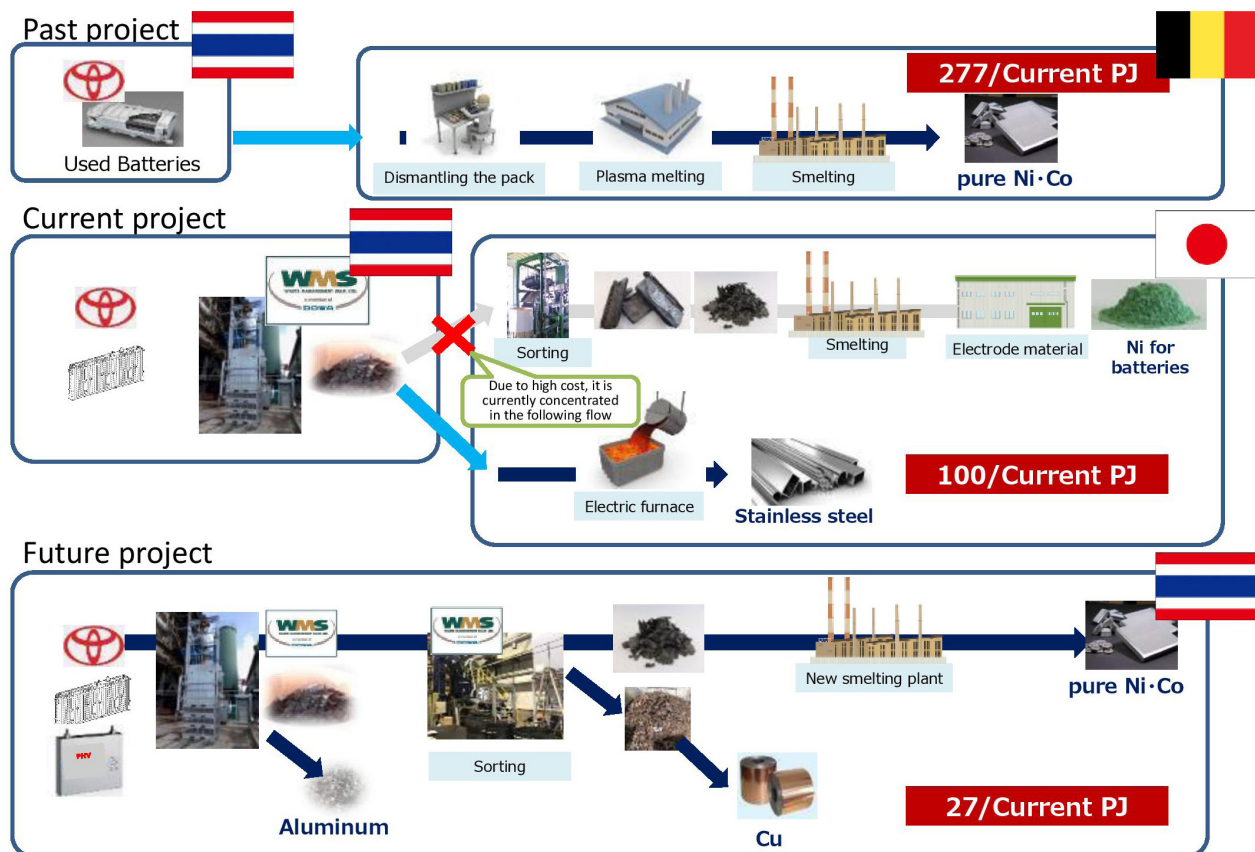 Past project
277/Current PJ
Used Batteries
Dismantling the pack
Plasma melting
Smelting
pure Ni･Co
Current project
WMS
Sorting
Smelting
Electrode material
Ni for
batteries
Due to high cost, it is
currently concentrated
in the following flow
Electric furnace
Stainless steel
100/Current PJ
Future project
WMS
WMS
New smelting plant
pure Ni･Co
PHV
Sorting
Aluminum
Cu
27/Current PJ